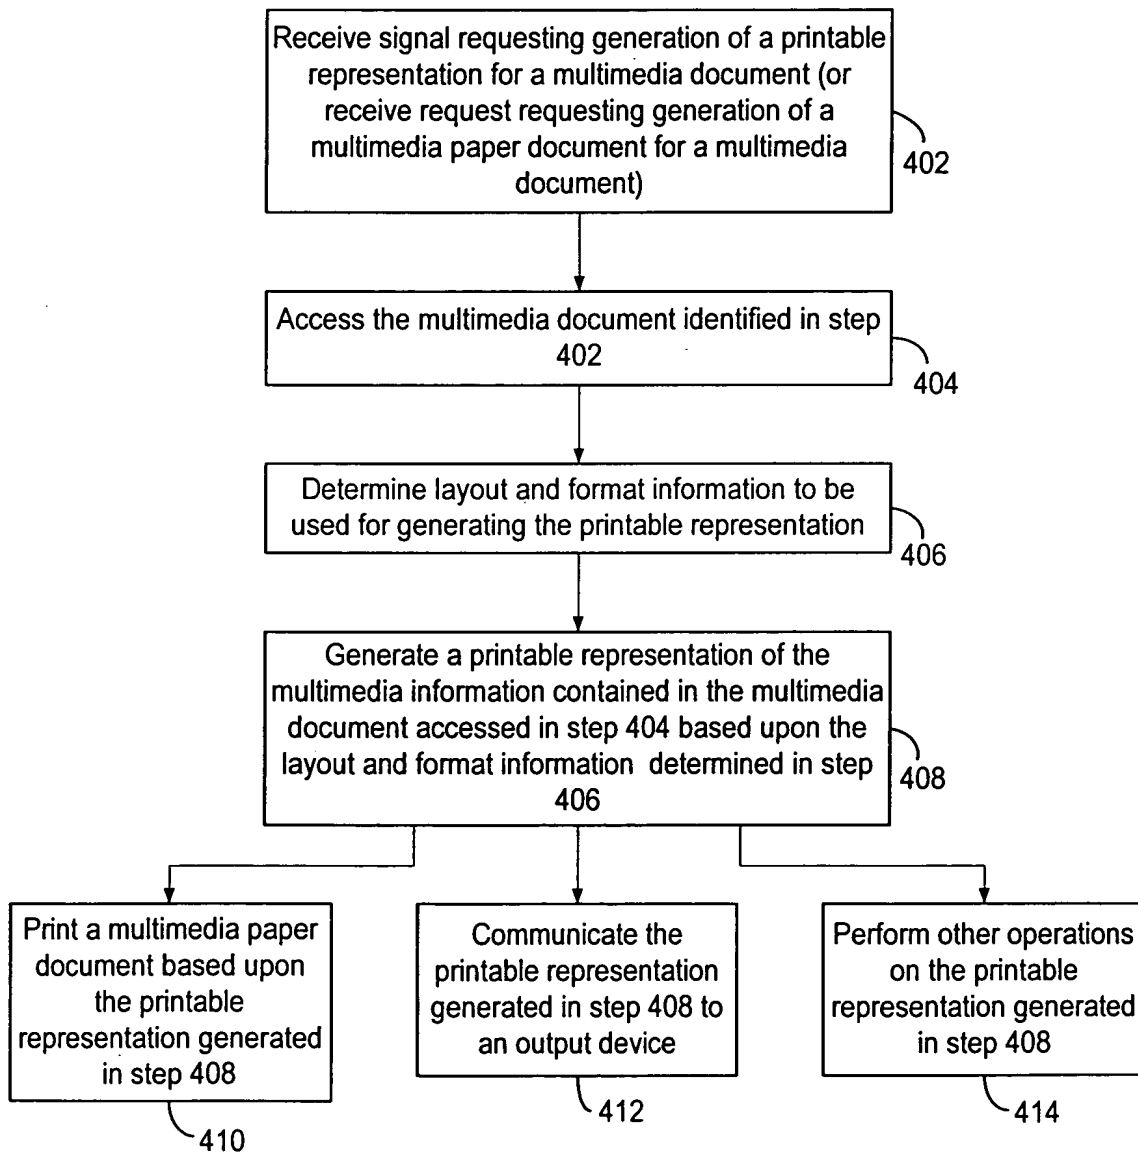 Receive signal requesting generation of a printable
representation for a multimedia document (or
receive request requesting generation of a
multimedia paper document for a multimedia
document)
402
Access the multimedia document identified in step
402
404
Determine layout and format information to be
used for generating the printable representation
406
Generate a printable representation of the
multimedia information contained in the multimedia
document accessed in step 404 based upon the
layout and format information determined in step
406
408
Print a multimedia paper
document based upon
the printable
representation generated
in step 408
410
Communicate the
printable representation
generated in step 408 to
an output device
412
Perform other operations
on the printable
representation generated
in step 408
414